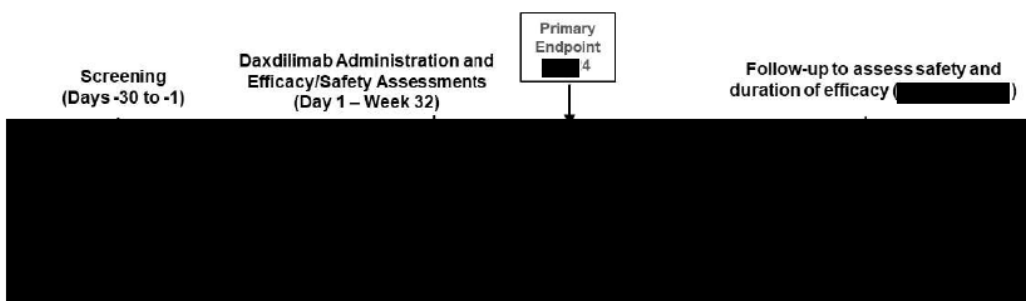 Primary
Endpoint
4
Screening
(Days -30 to -1)
Daxdilimab Administration and
Efficacy/Safety Assessments
(Day 1 – Week 32)
Follow-up to assess safety and
duration of efficacy ( )